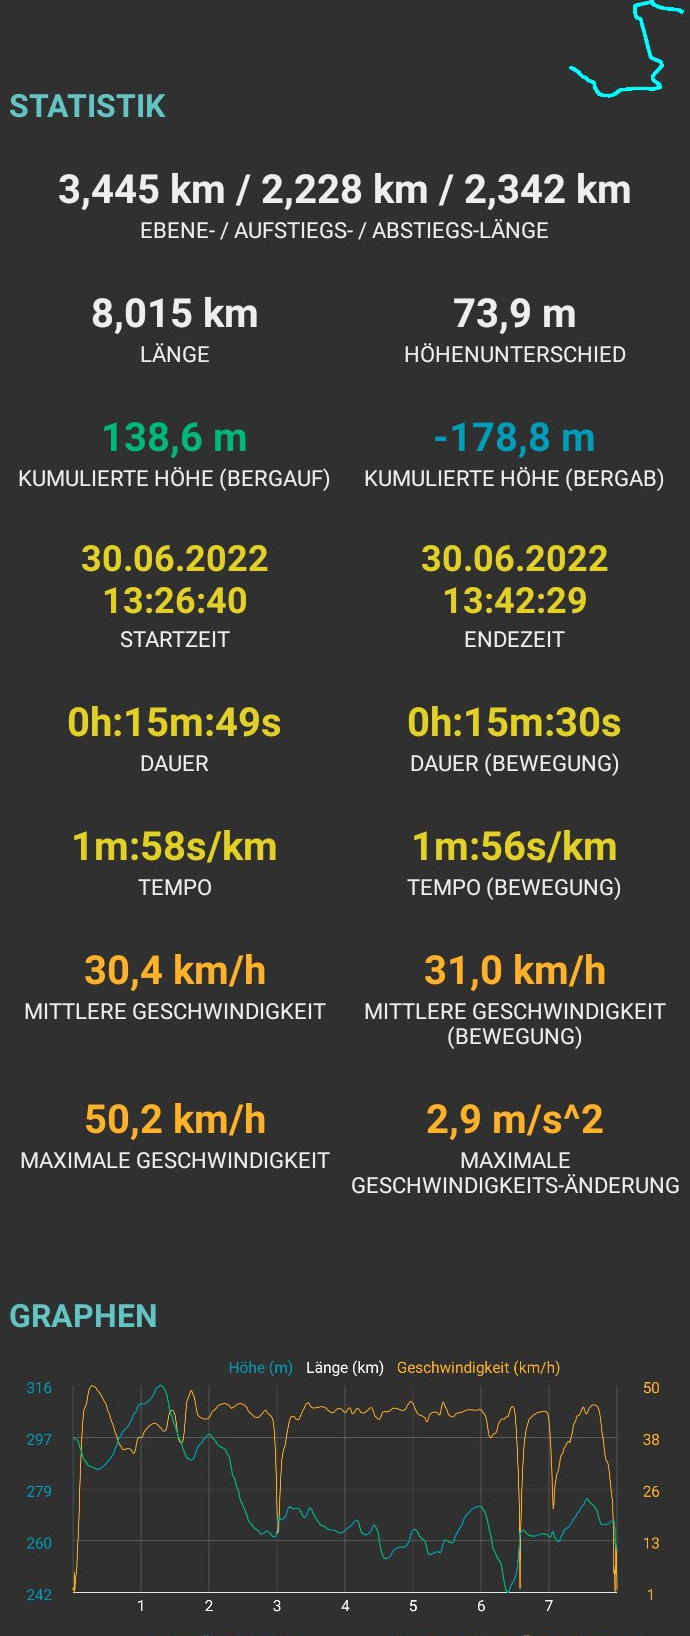 STATISTIK
3,445 km / 2,228 km / 2,342 km
EBENE- / AUFSTIEGS- / ABSTIEGS-LÄNGE
8,015 km 73,9 m
LÄNGE HÖHENUNTERSCHIED
138,6 m -178,8 m
KUMULIERTE HÖHE (BERGAUF) KUMULIERTE HÖHE (BERGAB)
30.06.2022 30.06.2022
13:26:40 13:42:29
STARTZEIT ENDEZEIT
0h:15m:49s 0h:15m:30s
DAUER DAUER (BEWEGUNG)
1m:58s/km 1m:56s/km
TEMPO TEMPO (BEWEGUNG)
30,4 km/h 31,0 km/h
MITTLERE GESCHWINDIGKEIT MITTLERE GESCHWINDIGKEIT
(BEWEGUNG)
50,2 km/h 2,9 m/s^2
MAXIMALE GESCHWINDIGKEIT MAXIMALE
GESCHWINDIGKEITS-ÄNDERUNG
GRAPHEN
Höhe (m) Länge (km) Geschwindigkeit (km/h)
316 50
297 38
279 26
260 13
242 1
1 2 3 4 5 6 7